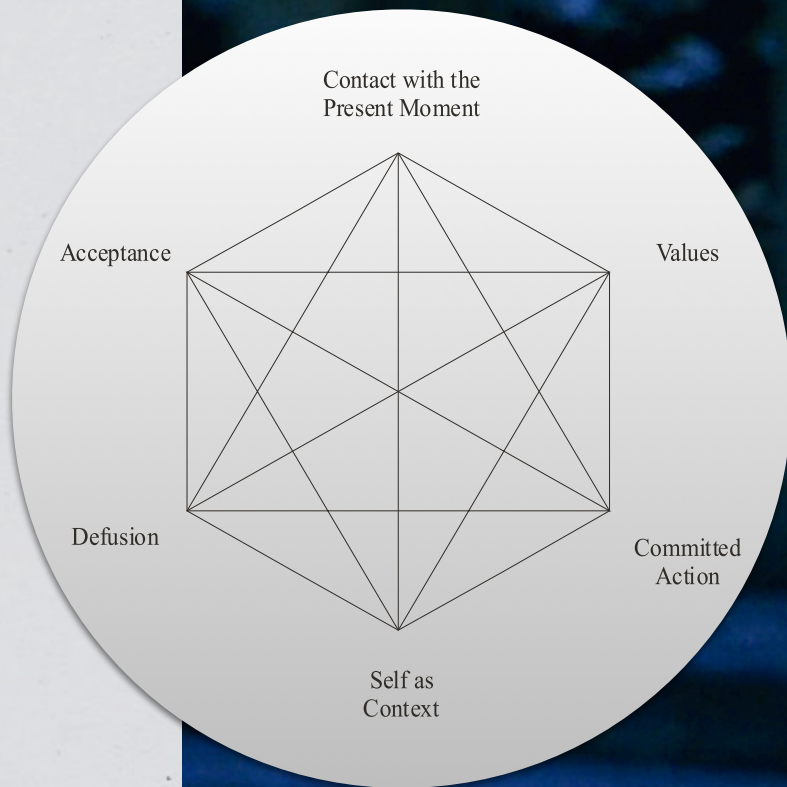 Contact with the
Present Moment
Acceptance
Values
Defusion
Committed
Action
Self as
Context